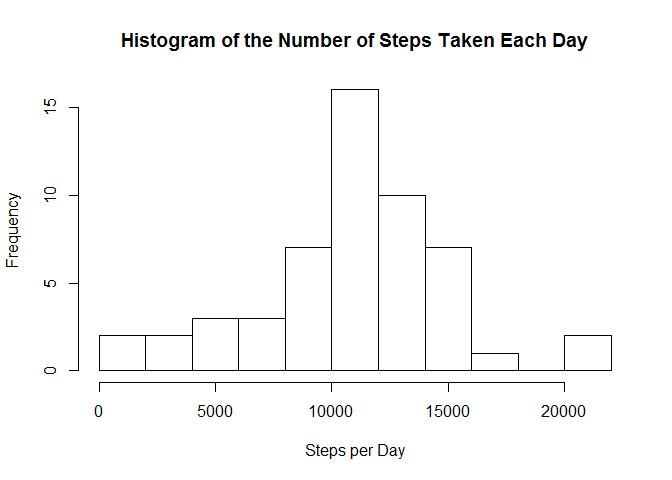 Histogram of the Number of Steps Taken Each Day
Frequency
15
10
5
0
0 5000 10000 15000 20000
Steps per Day